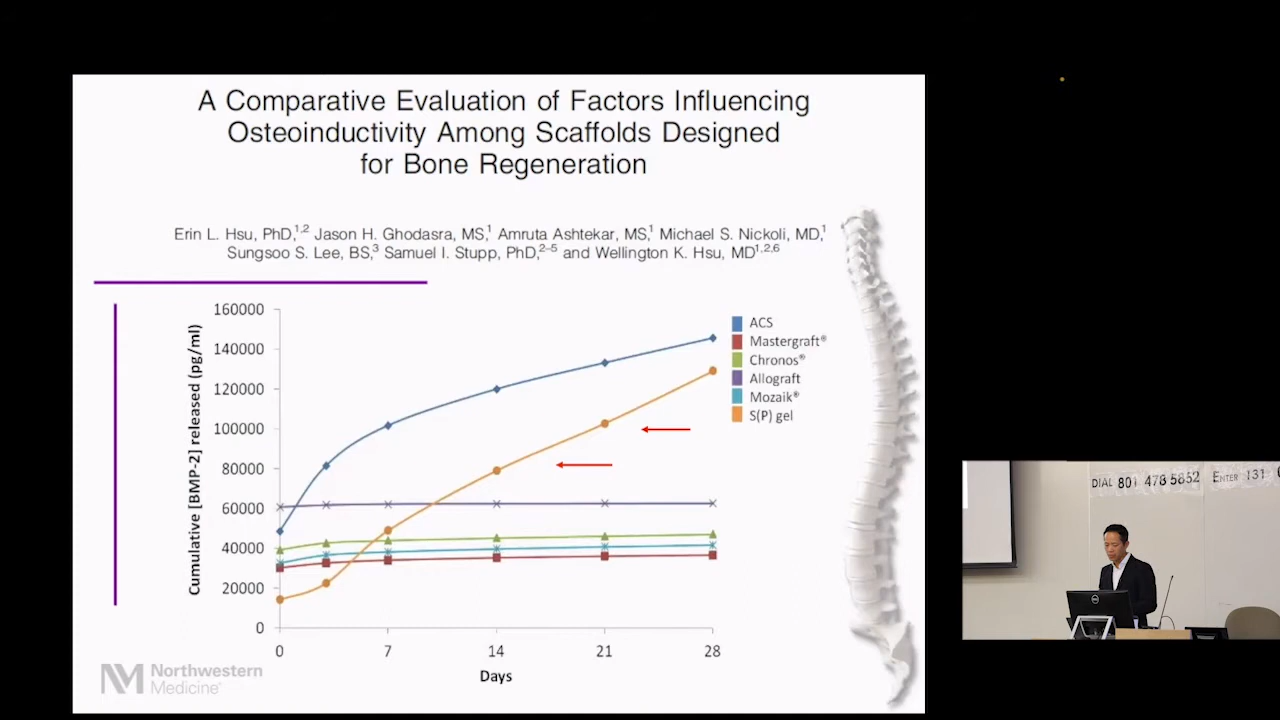 A Comparative Evaluation of Factors Influencing
Osteoinductivity Among Scaffolds Designed
for Bone Regeneration
Erin L. Hsu, PhD,1,2 Jason H. Ghodasra, MS,1 Amruta Ashtekar, MS,1 Michael S. Nickoli, MD,1
Sungsoo S. Lee, BS,3 Samuel I. Stupp, PhD,2–5 and Wellington K. Hsu, MD1,2,6
Cumulative [BMP-2] released (pg/ml)
160000
140000
120000
100000
80000
60000
40000
20000
0
0 7 14 21 28
Days
ACS
Mastergraft®
Chronos®
Allograft
Mozaik®
S(P) gel
NM Northwestern
Medicine
DIAL 801 478 5852 ENTER 131
DELL